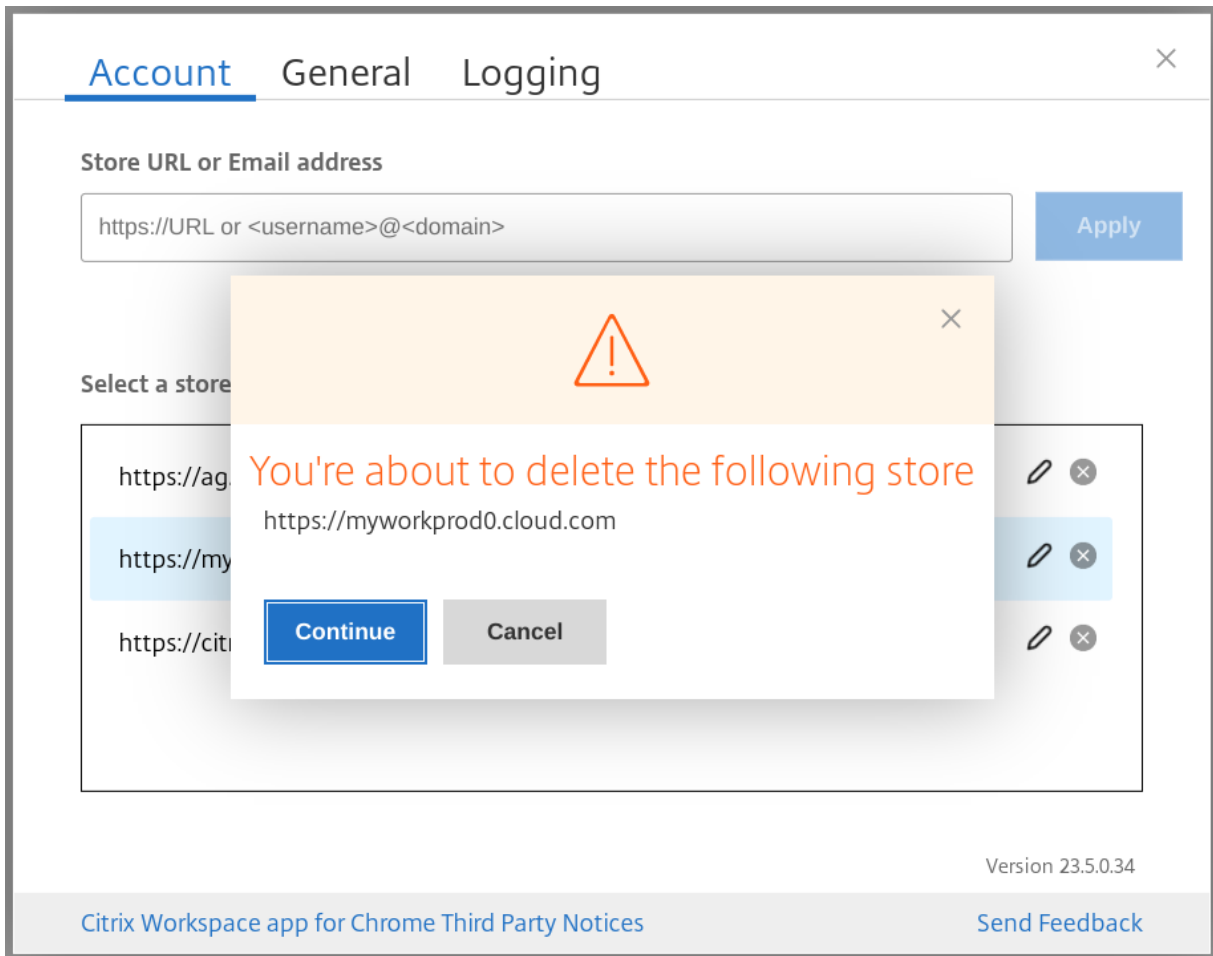 Account General Logging
Store URL or Email address
https://URL or <username>@<domain>
Apply
Select a store
https://ag.
https://my
https://cit
You're about to delete the following store
https://myworkprod0.cloud.com
Continue Cancel
Version 23.5.0.34
Citrix Workspace app for Chrome Third Party Notices
Send Feedback